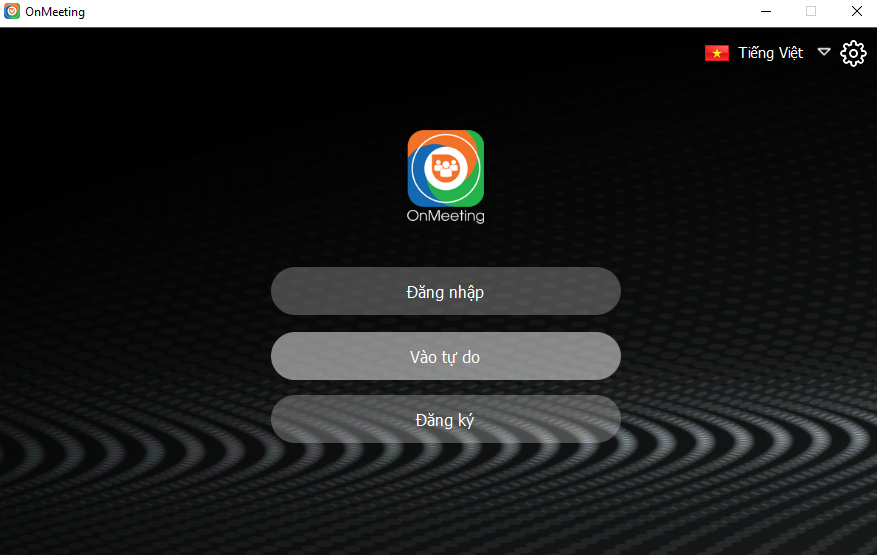 OnMeeting
Tiếng Việt
OnMeeting
Đăng nhập
Vào tự do
Đăng ký